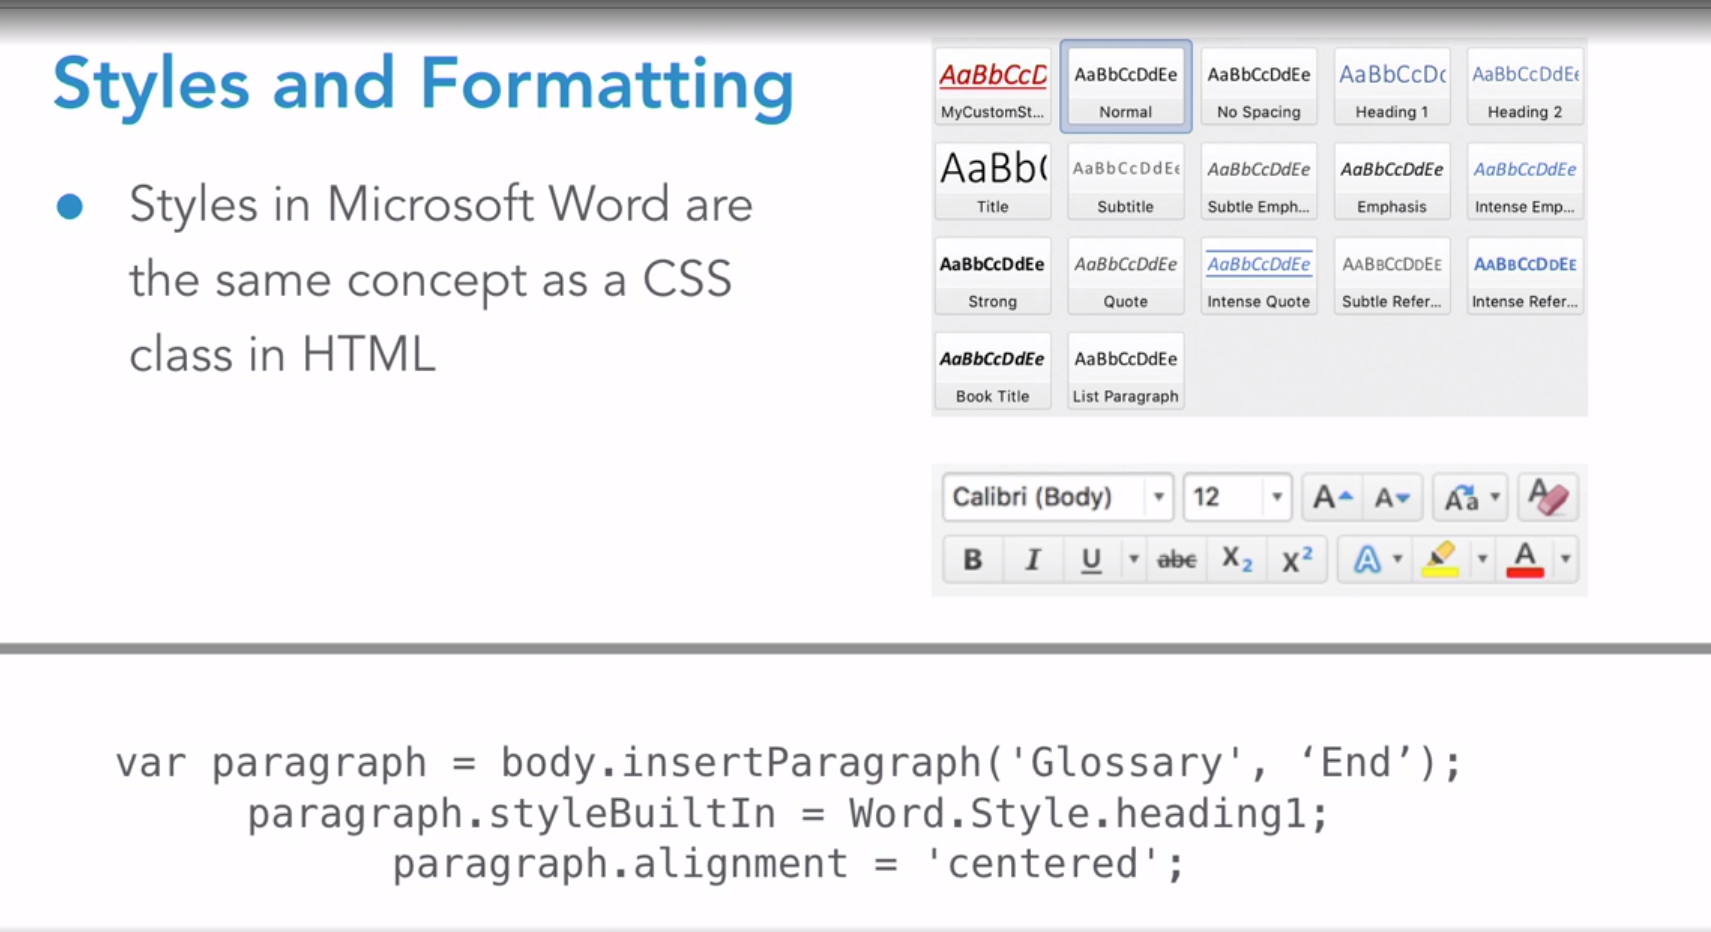 Styles and Formatting
Styles in Microsoft Word are
the same concept as a CSS
class in HTML
AaBbCcD AaBbCcDdEe AaBbCcDdEe AaBbCcDc AaBbCcDdEe
MyCustomSt... Normal No Spacing Heading 1 Heading 2
AaBb( AaBbCcDdEe AaBbCcDdEe AaBbCcDdEe AaBbCcDdEe
Title Subtitle Subtle Emph... Emphasis Intense Emp...
AaBbCcDdEe AaBbCcDdEe AaBbCcDdEe AABBCCDDEE AABBCCDDEE
Strong Quote Intense Quote Subtle Refer... Intense Refer...
AaBbCcDdEe AaBbCcDdEe
Book Title List Paragraph
Calibri (Body) 12 A A Aa A
B I U abc X2 X2 A A
var paragraph = body.insertParagraph('Glossary', ‘End’);
paragraph.styleBuiltIn = Word.Style.heading1;
paragraph.alignment = 'centered';